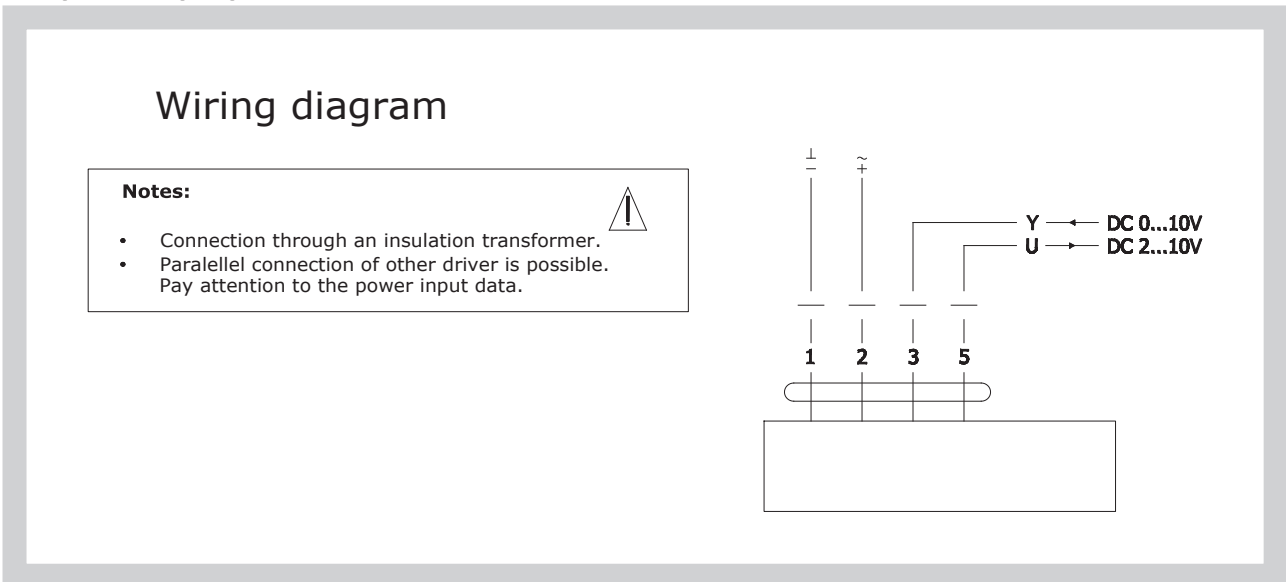 Wiring diagram
Notes:
• Connection through an insulation transformer.
• Paralellel connection of other driver is possible.
Pay attention to the power input data.
⊥ ~
− +
Y DC 0...10V
U DC 2...10V
1 2 3 5